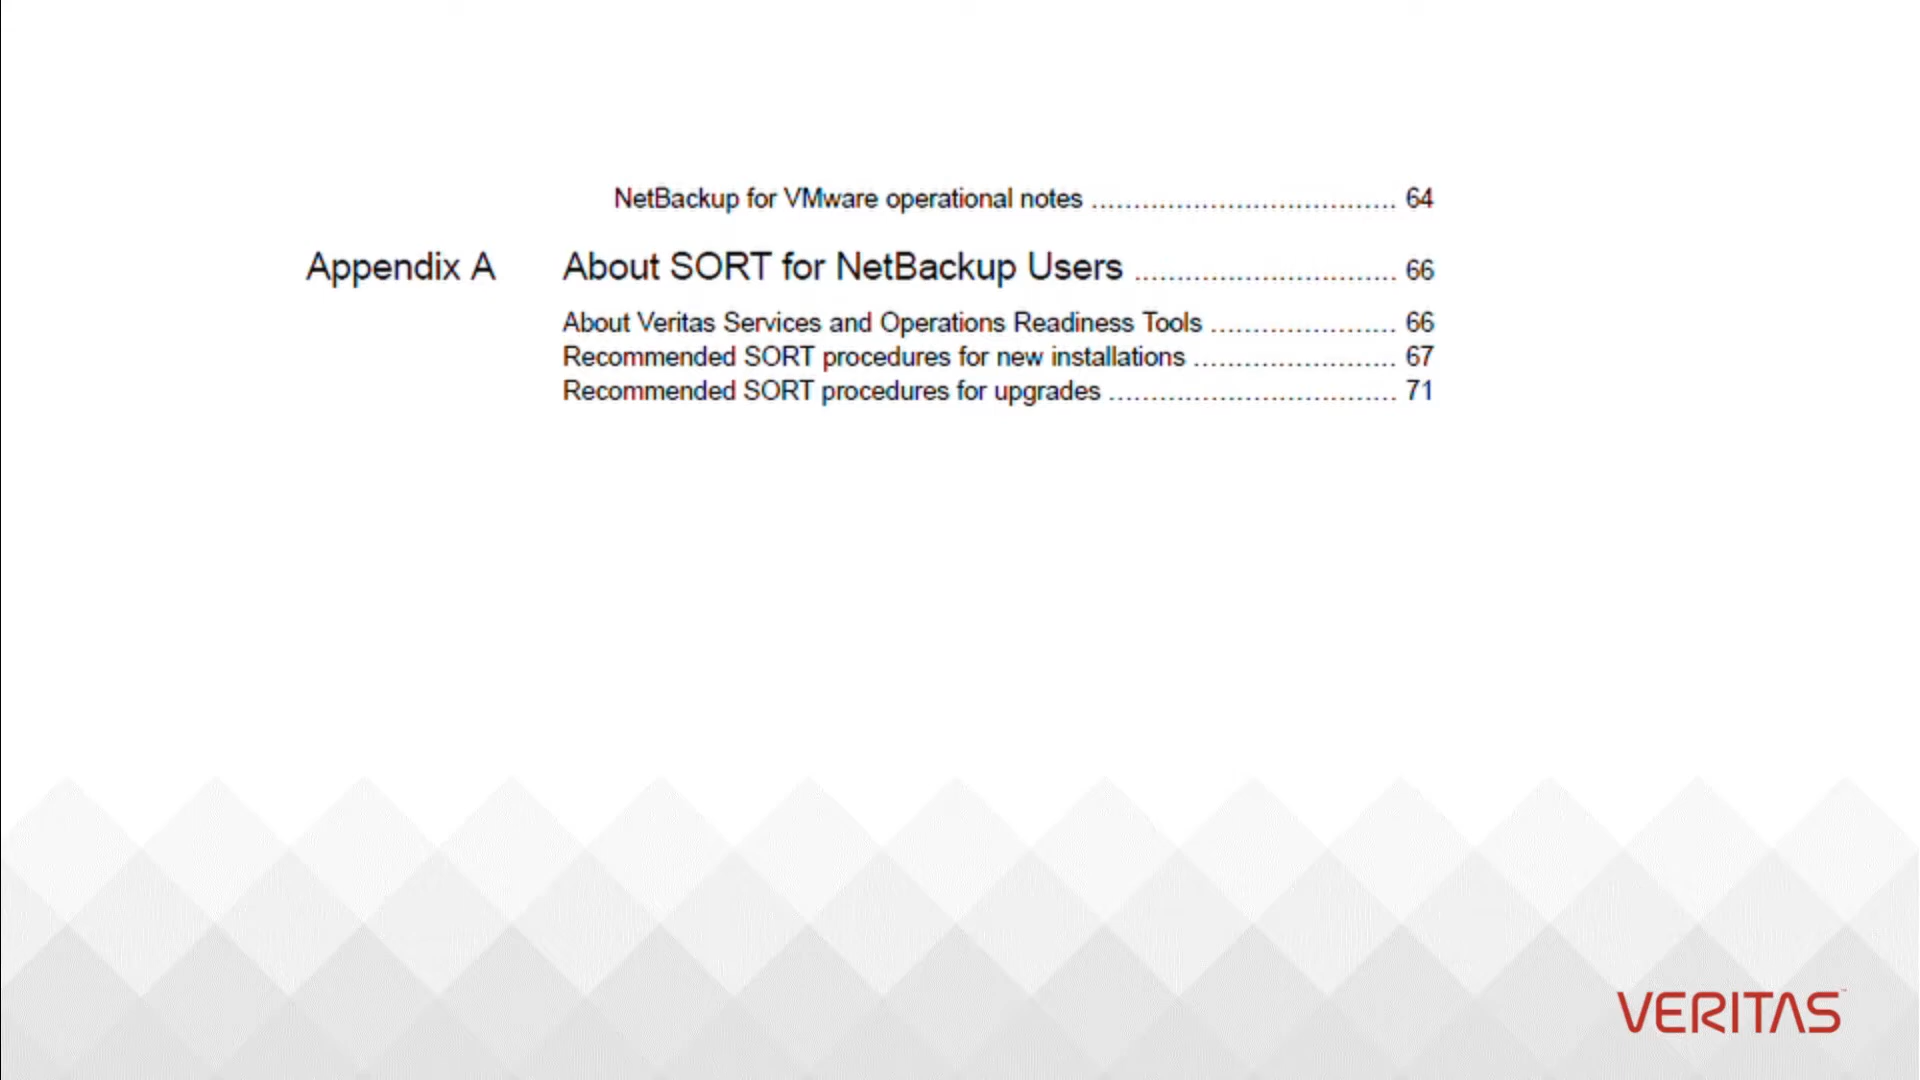 NetBackup for VMware operational notes .................................... 64
Appendix A About SORT for NetBackup Users ............................... 66
About Veritas Services and Operations Readiness Tools ...................... 66
Recommended SORT procedures for new installations ........................ 67
Recommended SORT procedures for upgrades .................................. 71
VERITAS™